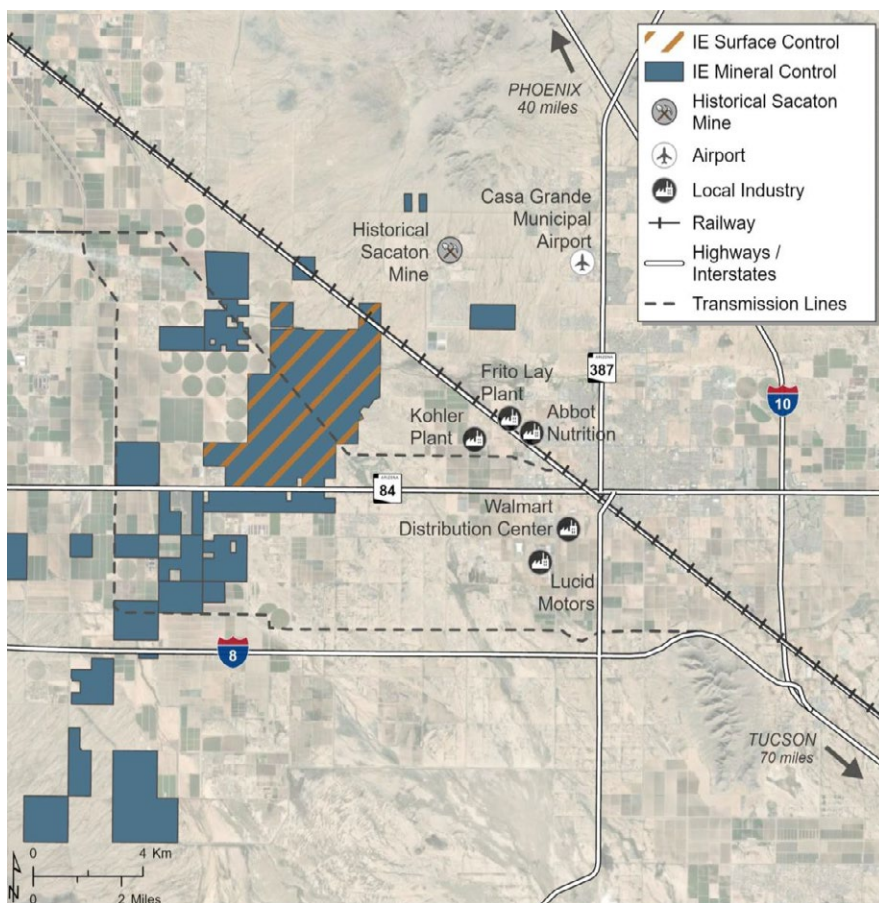 IE Surface Control
IE Mineral Control
Historical Sacaton
Mine
Airport
Local Industry
Railway
Highways /
Interstates
Transmission Lines
PHOENIX
40 miles
Casa Grande
Municipal
Airport
Historical
Sacaton
Mine
ARIZONA
387
10
Frito Lay
Plant
Kohler
Plant
Abbot
Nutrition
ARIZONA
84
Walmart
Distribution Center
Lucid
Motors
8
TUCSON
70 miles
0 4 Km
0 2 Miles
N